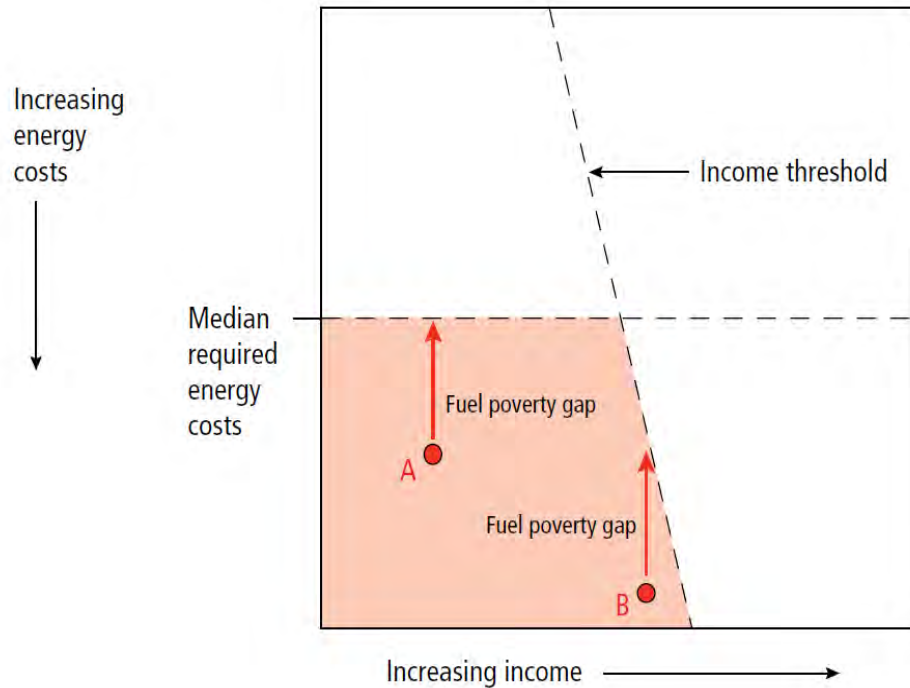 Increasing
energy
costs
Income threshold
Median
required
energy
costs
Fuel poverty gap
A
Fuel poverty gap
B
Increasing income